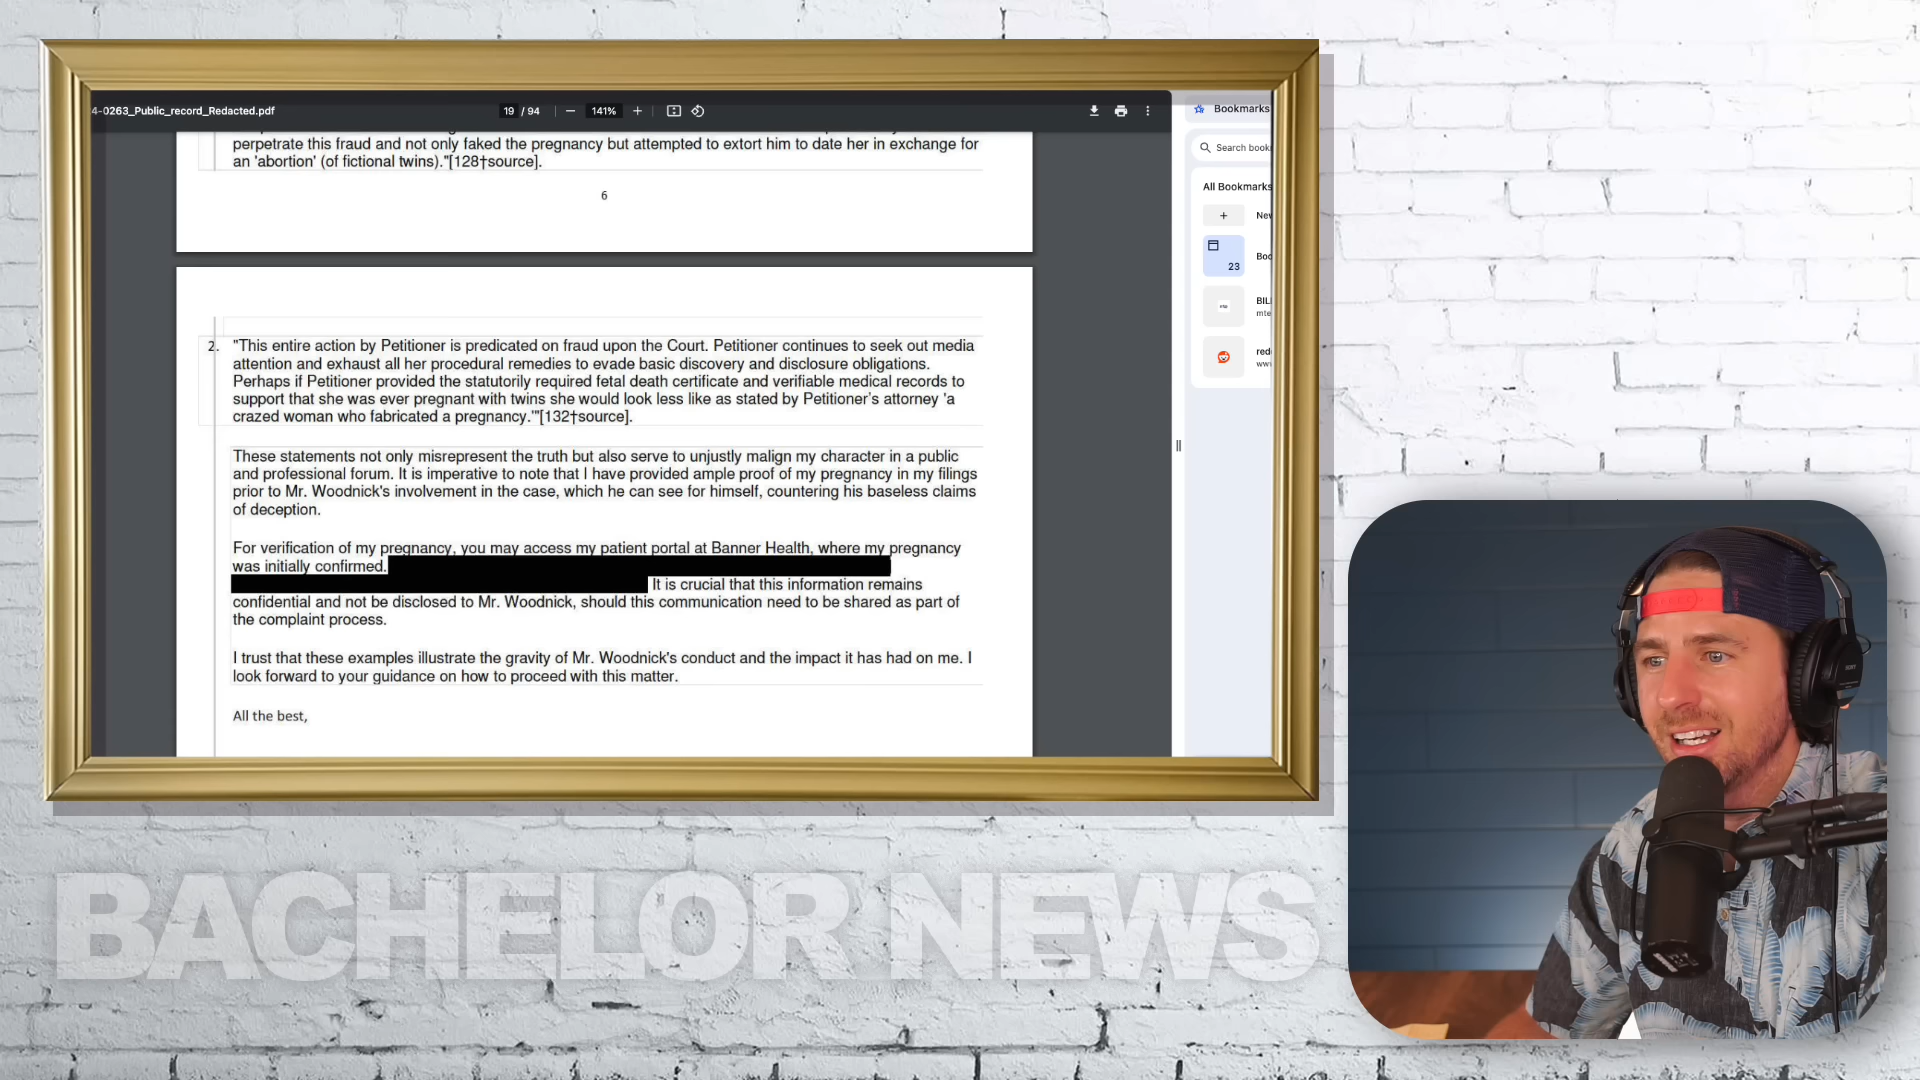 4-0263_Public_record_Redacted.pdf
19 / 94
141%
Bookmarks
perpetrate this fraud and not only faked the pregnancy but attempted to extort him to date her in exchange for
an 'abortion' (of fictional twins)."[128†source].
6
Search book
All Bookmarks
New
23
Boo
BIL
mte
red
www
2.
"This entire action by Petitioner is predicated on fraud upon the Court. Petitioner continues to seek out media
attention and exhaust all her procedural remedies to evade basic discovery and disclosure obligations.
Perhaps if Petitioner provided the statutorily required fetal death certificate and verifiable medical records to
support that she was ever pregnant with twins she would look less like as stated by Petitioner's attorney 'a
crazed woman who fabricated a pregnancy.'"[132†source].
These statements not only misrepresent the truth but also serve to unjustly malign my character in a public
and professional forum. It is imperative to note that I have provided ample proof of my pregnancy in my filings
prior to Mr. Woodnick's involvement in the case, which he can see for himself, countering his baseless claims
of deception.
For verification of my pregnancy, you may access my patient portal at Banner Health, where my pregnancy
was initially confirmed.
It is crucial that this information remains
confidential and not be disclosed to Mr. Woodnick, should this communication need to be shared as part of
the complaint process.
I trust that these examples illustrate the gravity of Mr. Woodnick's conduct and the impact it has had on me. I
look forward to your guidance on how to proceed with this matter.
All the best,
BACHELOR NEWS